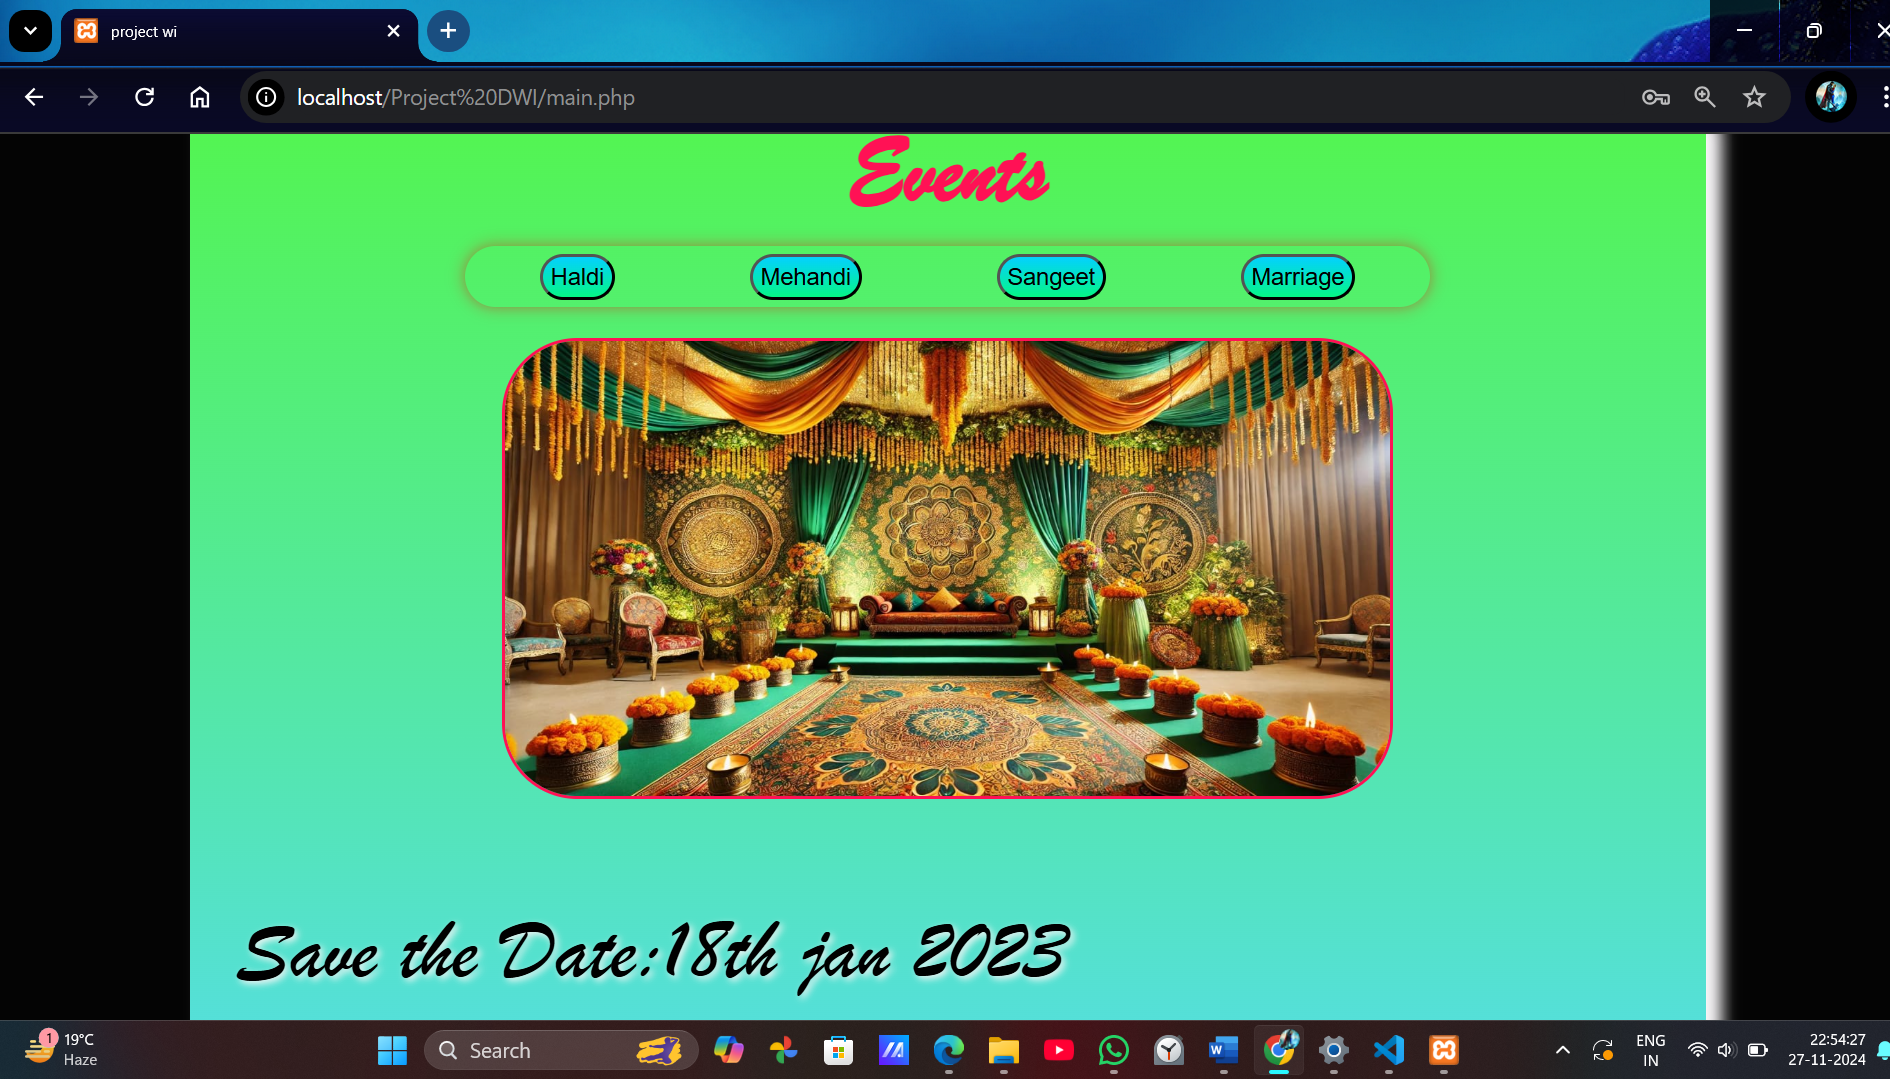 project wi
localhost/Project%20DWI/main.php
Events
Haldi
Mehandi
Sangeet
Marriage
Save the Date:18th jan 2023
1
19°C
Haze
Search
W
ENG
IN
22:54:27
27-11-2024